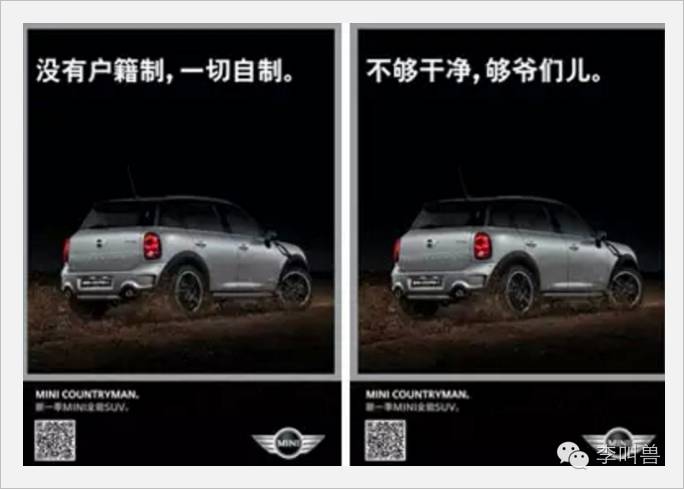 没有户籍制，一切自制。
MINI COUNTRYMAN.
新一季MINI全能SUV。
MINI
不够干净，够爷们儿。
MINI COUNTRYMAN.
新一季MINI全能SUV。
MINI
李叫兽